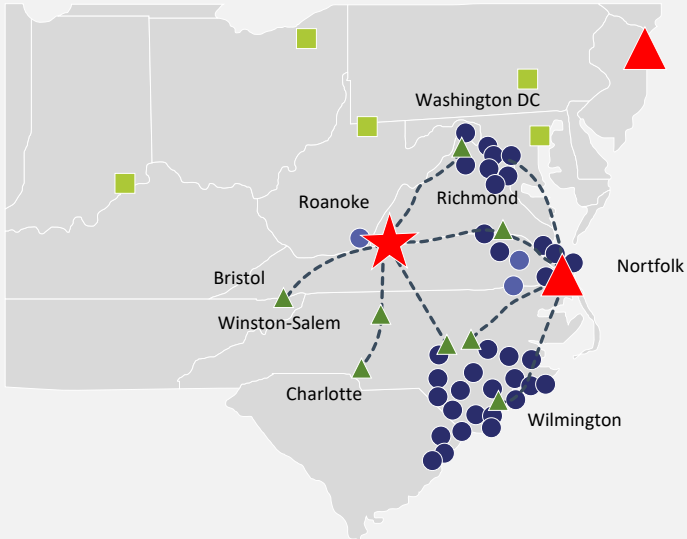 Washington DC
Roanoke
Richmond
Bristol
Nortfolk
Winston-Salem
Charlotte
Wilmington